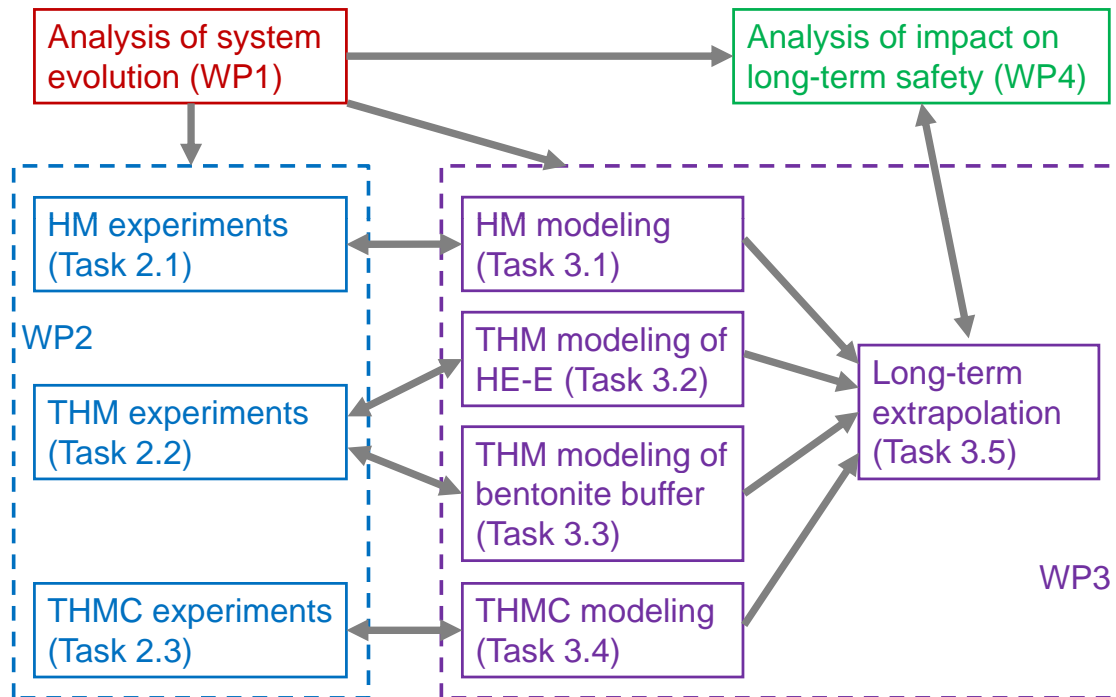 Analysis of system
evolution (WP1)
Analysis of impact on
long-term safety (WP4)
HM experiments
(Task 2.1)
WP2
THM experiments
(Task 2.2)
THMC experiments
(Task 2.3)
HM modeling
(Task 3.1)
THM modeling of
HE-E (Task 3.2)
THM modeling of
bentonite buffer
(Task 3.3)
THMC modeling
(Task 3.4)
Long-term
extrapolation
(Task 3.5)
WP3